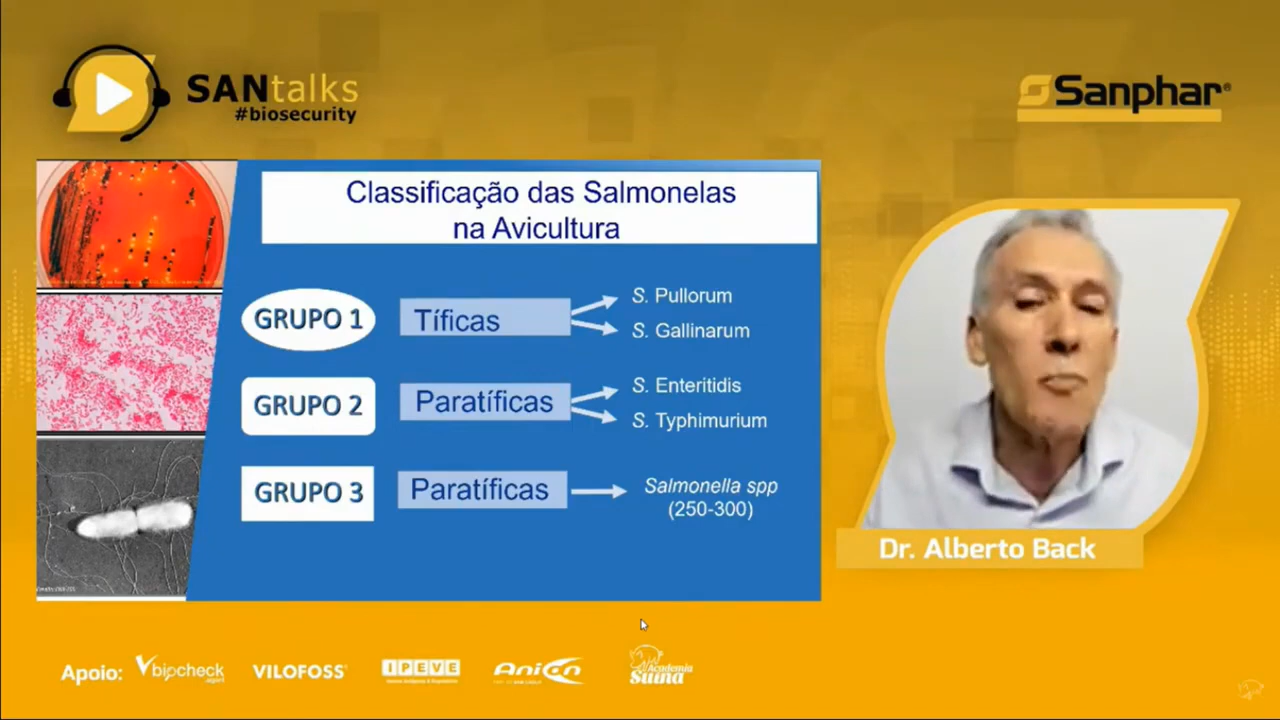 SANtalks
#biosecurity
Sanphar®
Classificação das Salmonelas
na Avicultura
GRUPO 1
Tíficas
S. Pullorum
S. Gallinarum
GRUPO 2
Paratíficas
S. Enteritidis
S. Typhimurium
GRUPO 3
Paratíficas
Salmonella spp
(250-300)
Dr. Alberto Back
Apoio:
biocheck
VILOFOSS®
IPEVE
Anicon
Academia
Suína